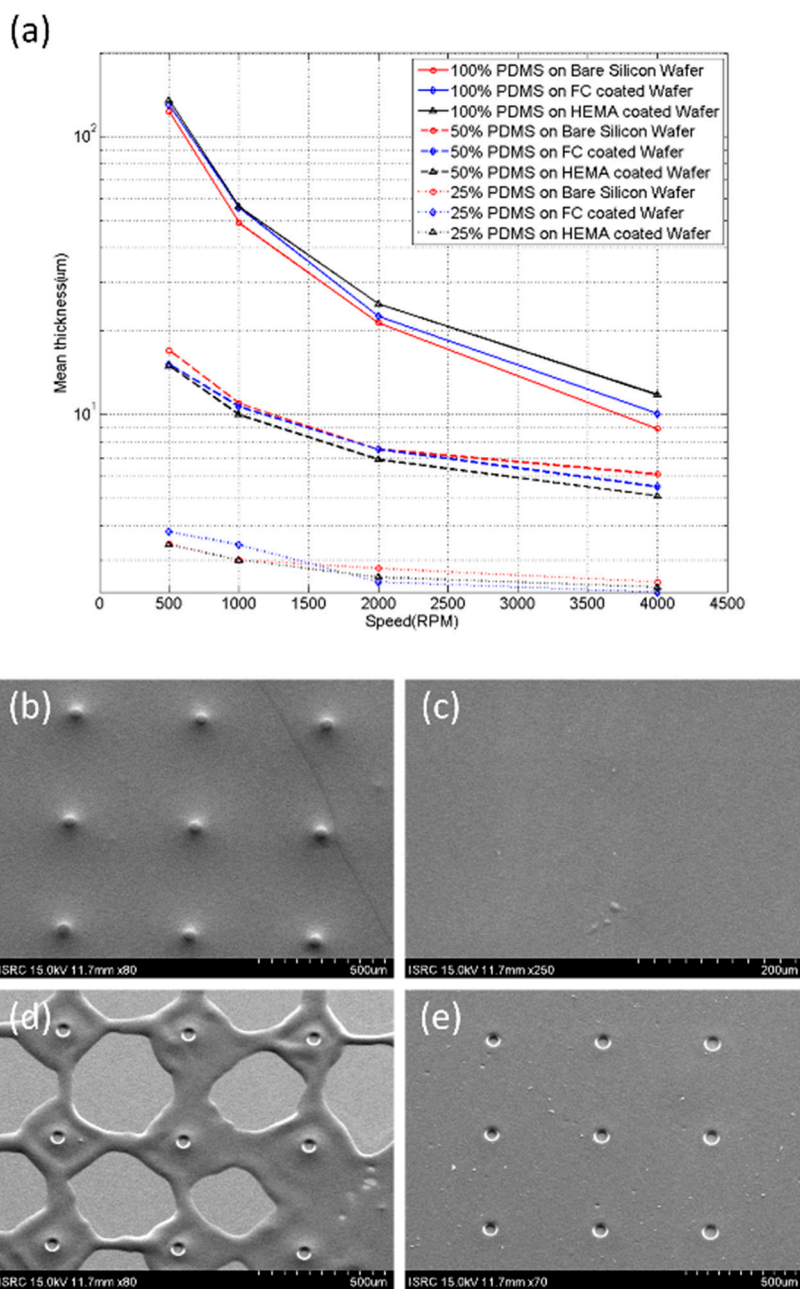 (a)
10²
10¹
Mean thickness(um)
100% PDMS on Bare Silicon Wafer
100% PDMS on FC coated Wafer
100% PDMS on HEMA coated Wafer
50% PDMS on Bare Silicon Wafer
50% PDMS on FC coated Wafer
50% PDMS on HEMA coated Wafer
25% PDMS on Bare Silicon Wafer
25% PDMS on FC coated Wafer
25% PDMS on HEMA coated Wafer
0 500 1000 1500 2000 2500 3000 3500 4000 4500
Speed(RPM)
(b)
ISRC 15.0kV 11.7mm x80 500um
(c)
ISRC 15.0kV 11.7mm x250 200um
(d)
ISRC 15.0kV 11.7mm x80 500um
(e)
ISRC 15.0kV 11.7mm x70 500um